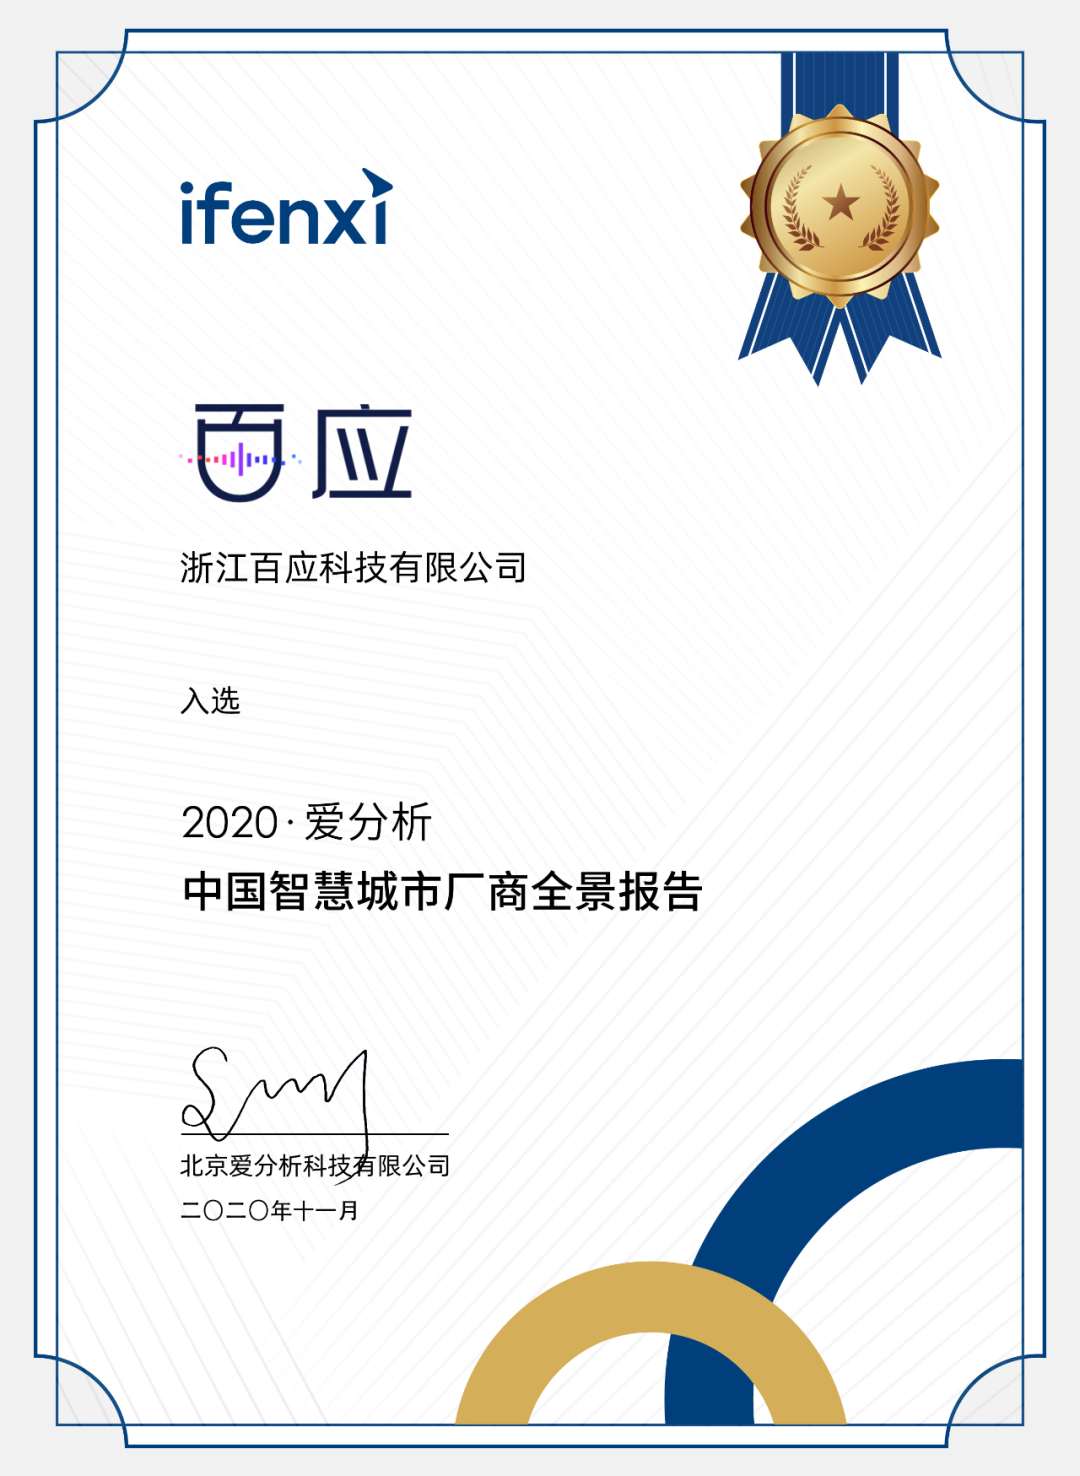 ifenxi
百应
浙江百应科技有限公司
入选
2020·爱分析
中国智慧城市厂商全景报告
北京爱分析科技有限公司
二〇二〇年十一月